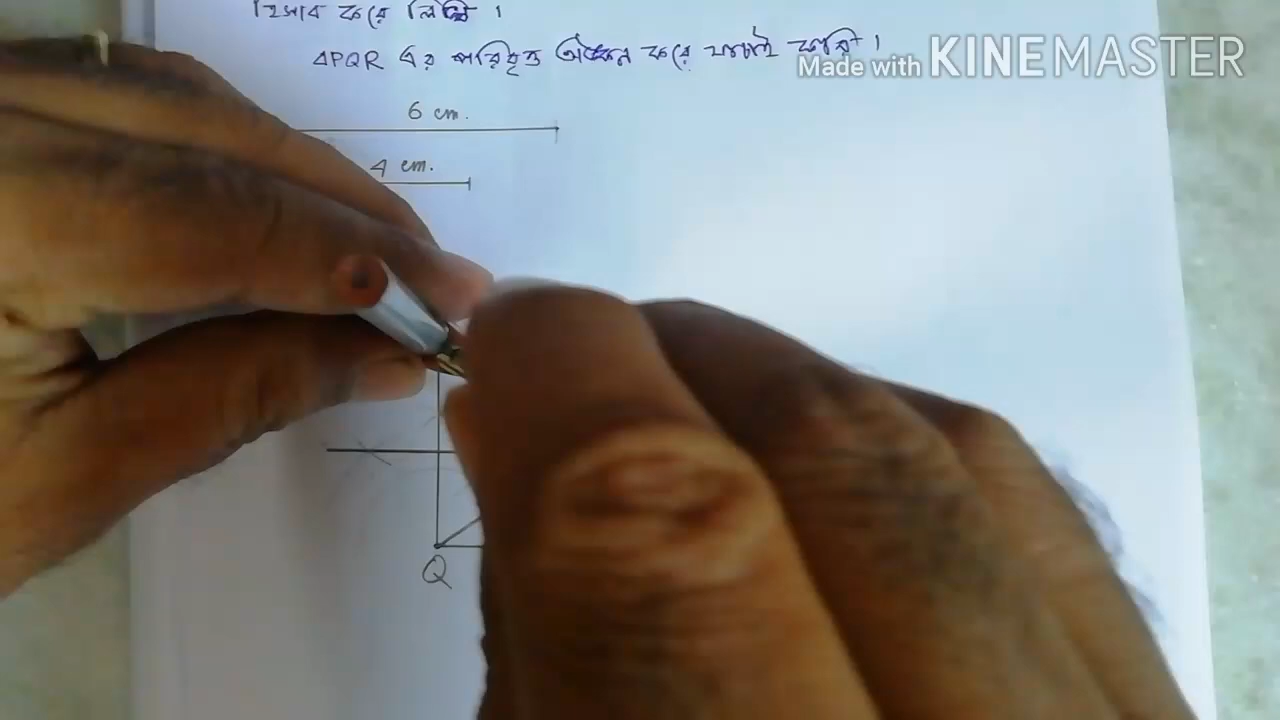 হিসাব করে লিখি ।
△PQR এর পরিবৃত্ত অঙ্কন করে যাচাই করি ।
Made with KINEMASTER
6 cm.
4 cm.
Q